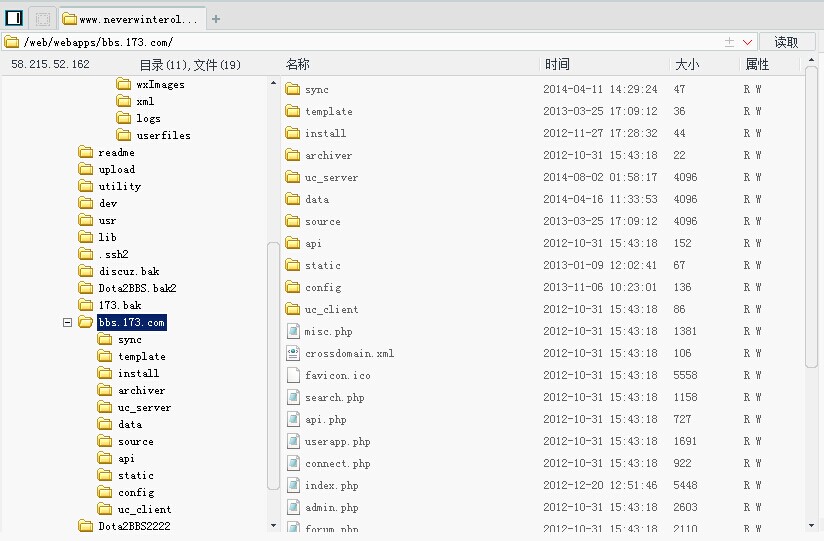 www.neverwinterol...
/web/webapps/bbs.173.com/ 读取
58.215.52.162 目录(11),文件(19) 名称 时间 大小 属性
wxImages
xml
logs
userfiles
readme
upload
utility
dev
usr
lib
.ssh2
discuz.bak
Dota2BBS.bak2
173.bak
bbs.173.com
sync
template
install
archiver
uc_server
data
source
api
static
config
uc_client
Dota2BBS2222
sync 2014-04-11 14:29:24 47 R W
template 2013-03-25 17:09:12 36 R W
install 2012-11-27 17:28:32 44 R W
archiver 2012-10-31 15:43:18 22 R W
uc_server 2014-08-02 01:58:17 4096 R W
data 2014-04-16 11:33:53 4096 R W
source 2013-03-25 17:09:12 4096 R W
api 2012-10-31 15:43:18 152 R W
static 2013-01-09 12:02:41 67 R W
config 2013-11-06 10:23:01 136 R W
uc_client 2012-10-31 15:43:18 86 R W
misc.php 2012-10-31 15:43:18 1381 R W
crossdomain.xml 2012-10-31 15:43:18 106 R W
favicon.ico 2012-10-31 15:43:18 5558 R W
search.php 2012-10-31 15:43:18 1158 R W
api.php 2012-10-31 15:43:18 727 R W
userapp.php 2012-10-31 15:43:18 1691 R W
connect.php 2012-10-31 15:43:18 922 R W
index.php 2012-12-20 12:51:46 5448 R W
admin.php 2012-10-31 15:43:18 2603 R W
forum.php 2012-10-31 15:43:18 2110 R W